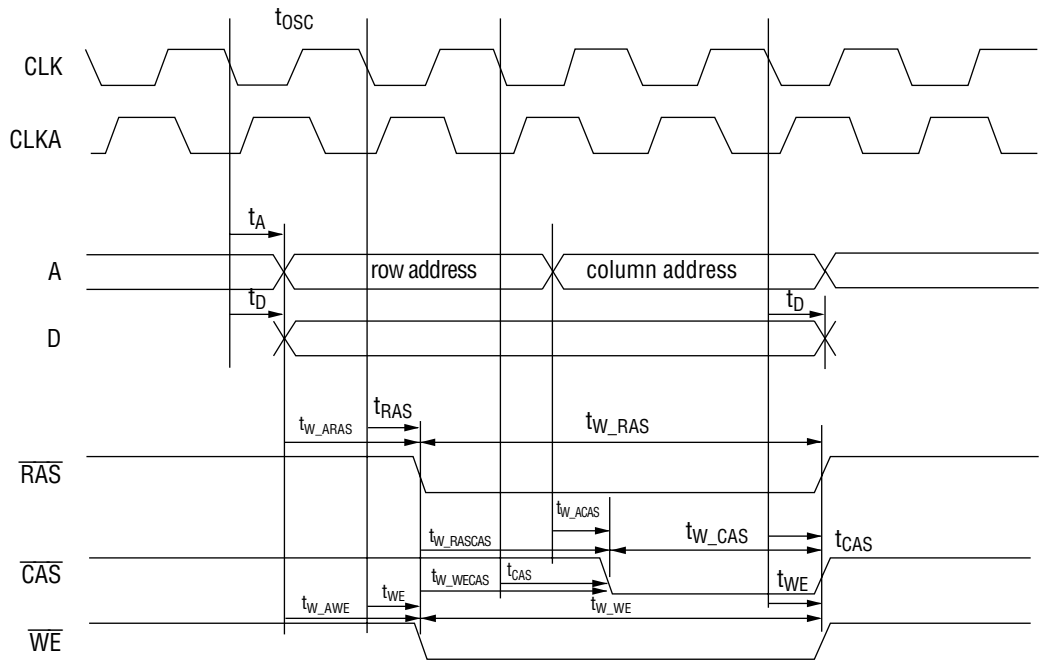 tOSC
CLK
CLKA
tA
A row address column address
tD tD
D
tRAS
tW_ARAS tW_RAS
RAS
tW_ACAS
tW_RASCAS tW_CAS tCAS
CAS
tW_WECAS tCAS
tWE tWE
tW_AWE tW_WE
WE